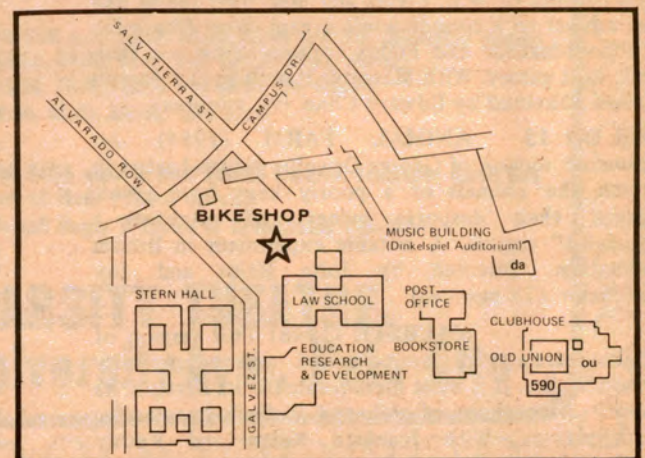 SALVATIERRA ST.
CAMPUS DR
ALVARADO ROW
BIKE SHOP
MUSIC BUILDING
(Dinkelspiel Auditorium)
da
STERN HALL
LAW SCHOOL
POST
OFFICE
BOOKSTORE
CLUBHOUSE
OLD UNION
ou
590
EDUCATION
RESEARCH
& DEVELOPMENT
GALVEZ ST.